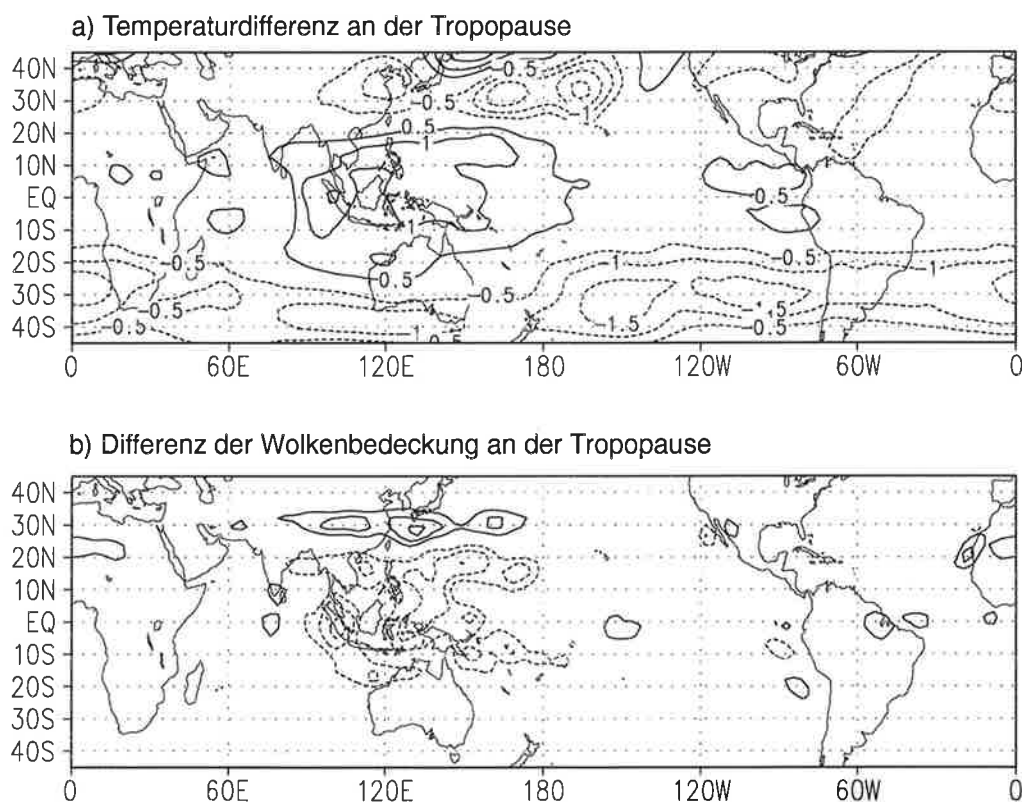 a) Temperaturdifferenz an der Tropopause
40N
30N
20N
10N
EQ
10S
20S
30S
40S
0
60E
120E
180
120W
60W
0
-0.5
-0.5
-1
0.5
1
0.5
1
-0.5
-0.5
-0.5
-0.5
-1
-0.5
-1
-1.5
-0.5
-1.5
-0.5
-1
b) Differenz der Wolkenbedeckung an der Tropopause
40N
30N
20N
10N
EQ
10S
20S
30S
40S
0
60E
120E
180
120W
60W
0